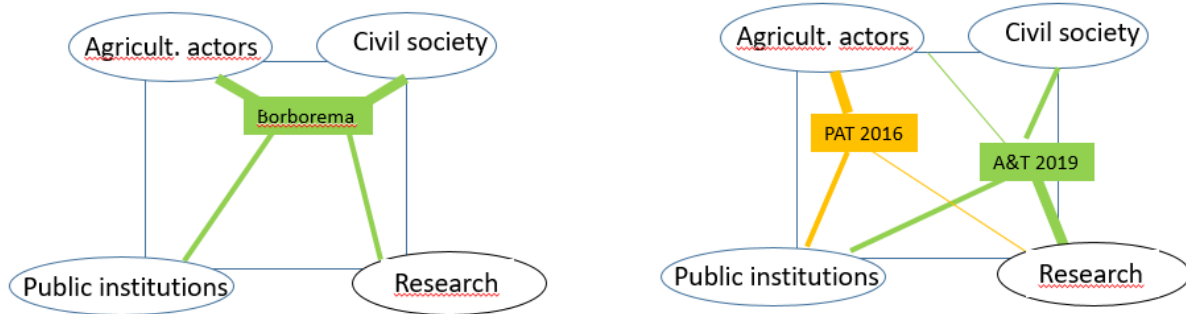 Agricult. actors
Civil society
Borborema
Public institutions
Research
Agricult. actors
Civil society
PAT 2016
A&T 2019
Public institutions
Research